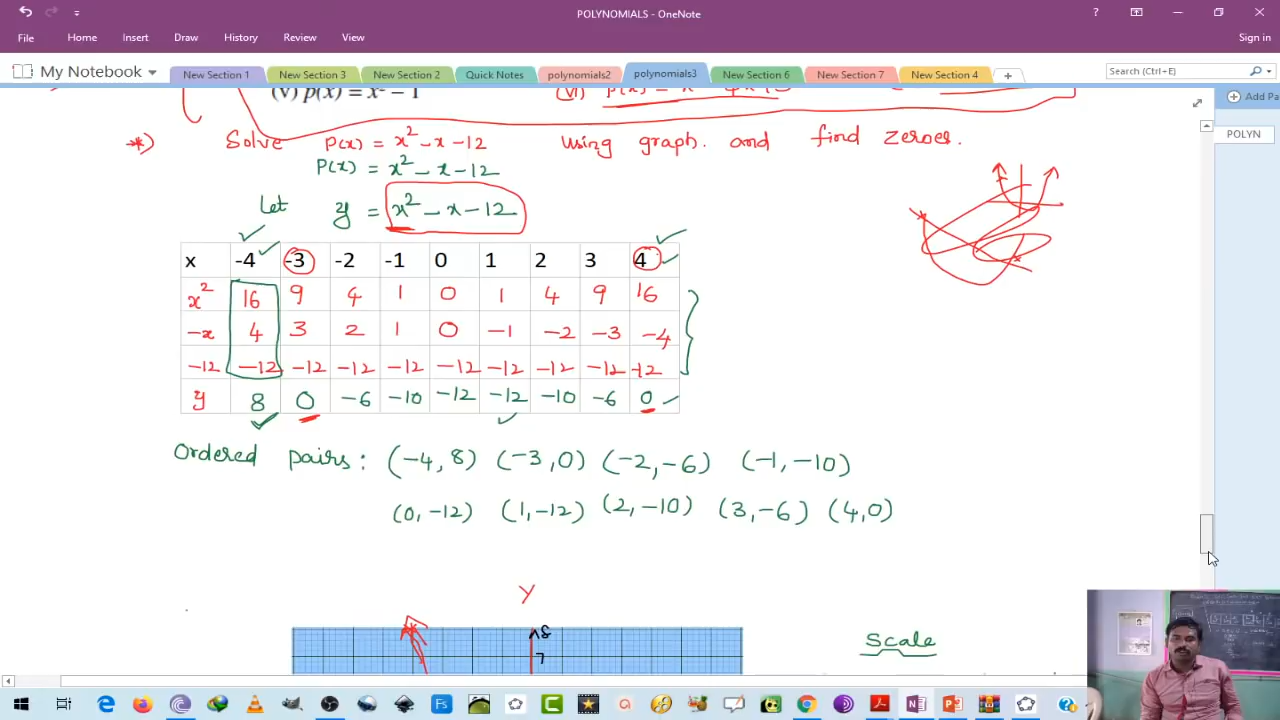 POLYNOMIALS - OneNote
File Home Insert Draw History Review View
Sign in
My Notebook
New Section 1 New Section 3 New Section 2 Quick Notes polynomials2 polynomials3 New Section 6 New Section 7 New Section 4
Search (Ctrl+E)
Add Pa
POLYN
(v) p(x) = x² − 1
*) Solve P(x) = x² - x - 12 using graph. and find zeroes.
P(x) = x² - x - 12
Let y = x² - x - 12
x -4 -3 -2 -1 0 1 2 3 4
x² 16 9 4 1 0 1 4 9 16
-x 4 3 2 1 0 -1 -2 -3 -4
-12 -12 -12 -12 -12 -12 -12 -12 -12 -12
y 8 0 -6 -10 -12 -12 -10 -6 0
Ordered pairs: (-4, 8) (-3, 0) (-2, -6) (-1, -10)
(0, -12) (1, -12) (2, -10) (3, -6) (4, 0)
Y
8
7
Scale